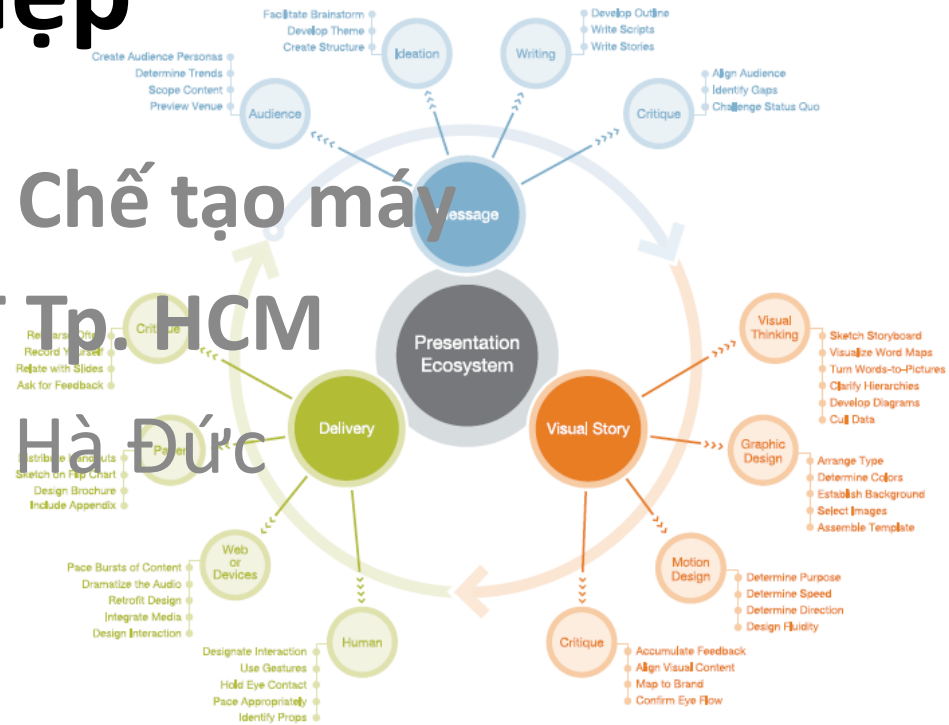 Facilitate Brainstorm
Develop Theme
Create Structure
Ideation
Develop Outline
Write Scripts
Write Stories
Writing
Create Audience Personas
Determine Trends
Scope Content
Preview Venue
Audience
Align Audience
Identify Gaps
Challenge Status Quo
Critique
Chế tạo máy
Tp. HCM
Hà Đức
Presentation
Ecosystem
Delivery
Visual Story
Visual
Thinking
Sketch Storyboard
Visualize Word Maps
Turn Words-to-Pictures
Clarify Hierarchies
Develop Diagrams
Cull Data
Graphic
Design
Arrange Type
Determine Colors
Establish Background
Select Images
Assemble Template
Motion
Design
Determine Purpose
Determine Speed
Determine Direction
Design Fluidity
Critique
Accumulate Feedback
Align Visual Content
Map to Brand
Confirm Eye Flow
Human
Designate Interaction
Use Gestures
Hold Eye Contact
Pace Appropriately
Identify Props
Web
or
Devices
Pace Bursts of Content
Dramatize the Audio
Retrofit Design
Integrate Media
Design Interaction
Sketch on Flip Chart
Design Brochure
Include Appendix
Critique
Record Yourself
Relate with Slides
Ask for Feedback